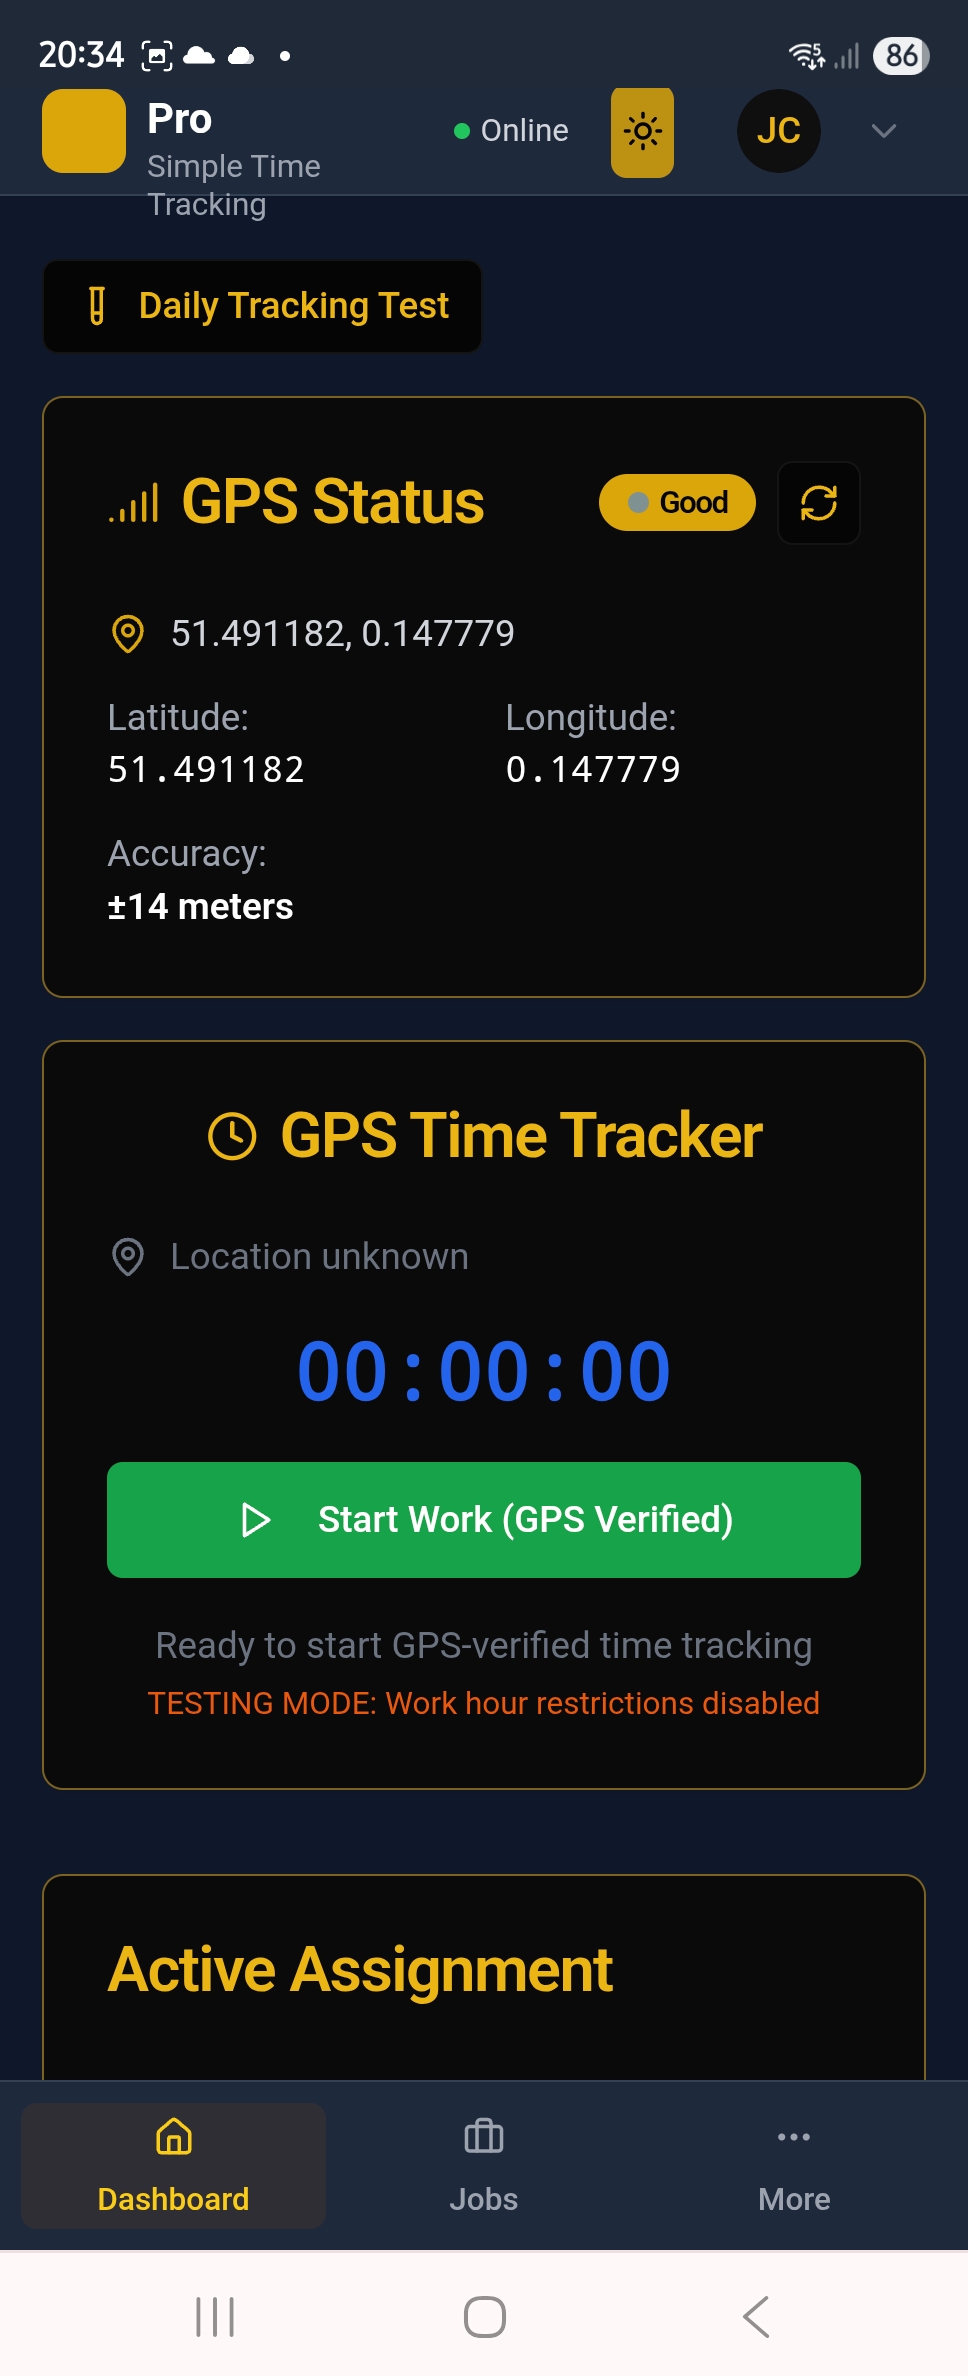 20:34
5
86
Pro
Simple Time
Tracking
Online
JC
Daily Tracking Test
GPS Status
Good
51.491182, 0.147779
Latitude:
Longitude:
51.491182
0.147779
Accuracy:
±14 meters
GPS Time Tracker
Location unknown
00:00:00
Start Work (GPS Verified)
Ready to start GPS-verified time tracking
TESTING MODE: Work hour restrictions disabled
Active Assignment
Dashboard
Jobs
More